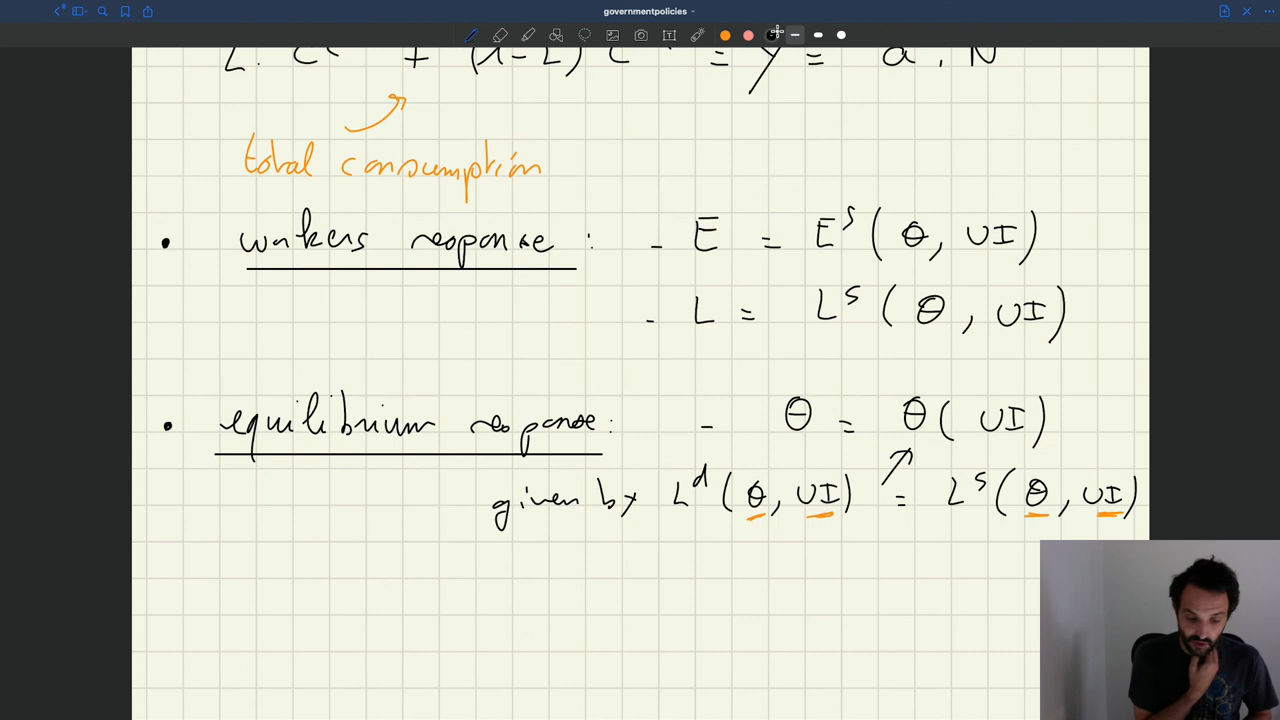 governmentpolicies
= y = a . N
total consumption
• workers response : - E = E^s ( θ, UI )
- L = L^s ( θ , UI )
• equilibrium response : - θ = θ ( UI )
given by L^d ( θ, UI ) = L^s ( θ, UI )